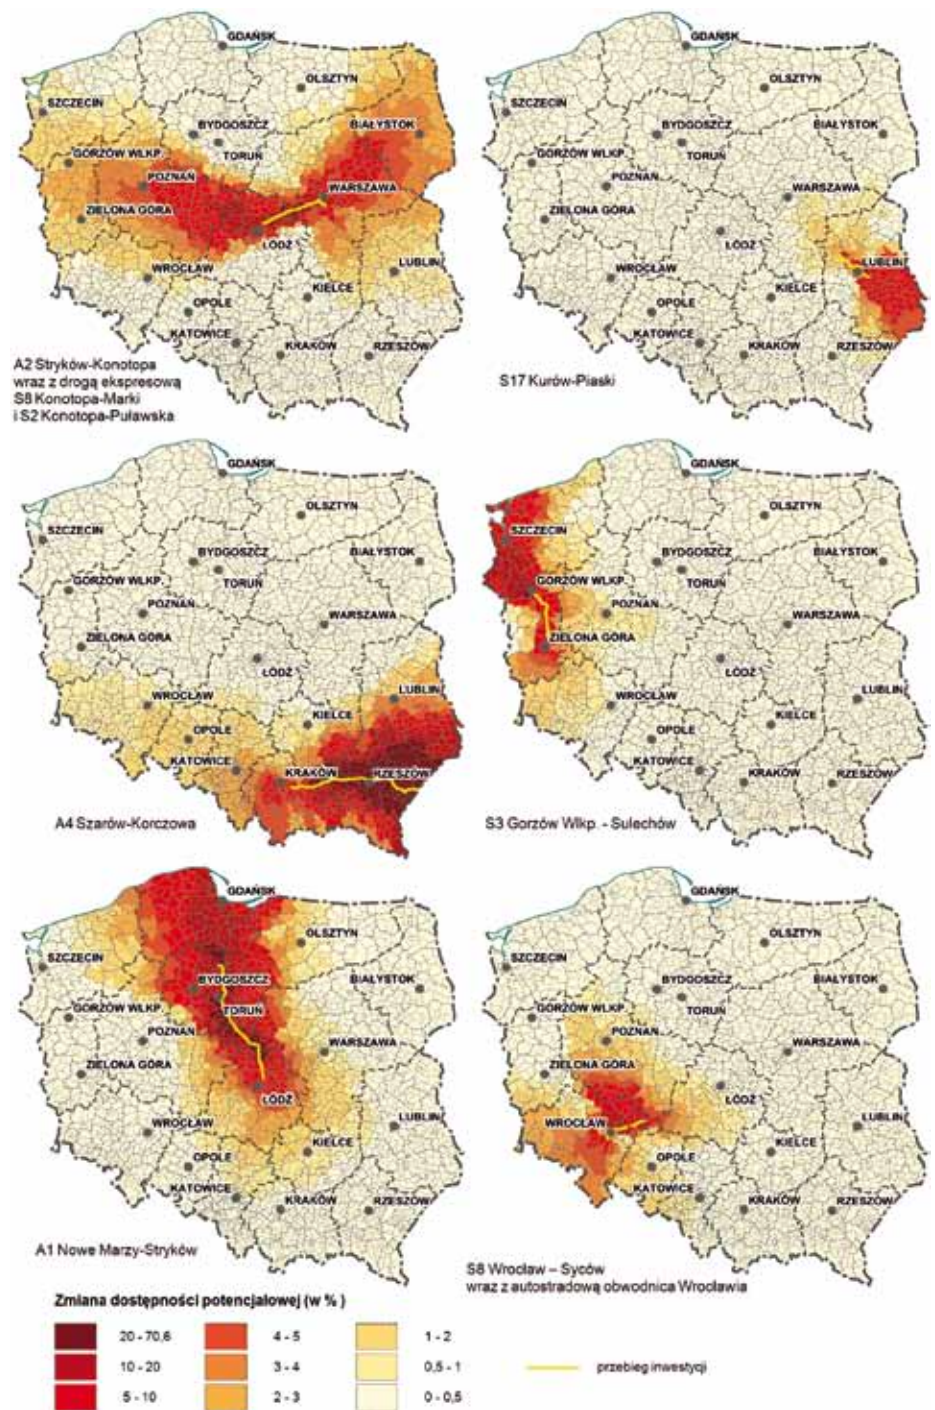 GDAŃSK
OLSZTYN
SZCZECIN
BYDGOSZCZ
BIAŁYSTOK
TORUŃ
GORZÓW WLKP.
POZNAŃ
WARSZAWA
ZIELONA GÓRA
ŁÓDŹ
WROCŁAW
LUBLIN
OPOLE
KIELCE
KATOWICE
KRAKÓW
RZESZÓW
A2 Stryków-Konotopa
wraz z drogą ekspresową
S8 Konotopa-Marki
i S2 Konotopa-Puławska
GDAŃSK
OLSZTYN
SZCZECIN
BYDGOSZCZ
BIAŁYSTOK
TORUŃ
GORZÓW WLKP.
POZNAŃ
WARSZAWA
ZIELONA GÓRA
ŁÓDŹ
WROCŁAW
LUBLIN
OPOLE
KIELCE
KATOWICE
KRAKÓW
RZESZÓW
S17 Kurów-Piaski
GDAŃSK
OLSZTYN
SZCZECIN
BYDGOSZCZ
BIAŁYSTOK
TORUŃ
GORZÓW WLKP.
POZNAŃ
WARSZAWA
ZIELONA GÓRA
ŁÓDŹ
WROCŁAW
LUBLIN
OPOLE
KIELCE
KATOWICE
KRAKÓW
RZESZÓW
A4 Szarów-Korczowa
GDAŃSK
OLSZTYN
SZCZECIN
BYDGOSZCZ
BIAŁYSTOK
TORUŃ
GORZÓW WLKP.
POZNAŃ
WARSZAWA
ZIELONA GÓRA
ŁÓDŹ
WROCŁAW
LUBLIN
OPOLE
KIELCE
KATOWICE
KRAKÓW
RZESZÓW
S3 Gorzów Wlkp. - Sulechów
GDAŃSK
OLSZTYN
SZCZECIN
BYDGOSZCZ
BIAŁYSTOK
TORUŃ
GORZÓW WLKP.
POZNAŃ
WARSZAWA
ZIELONA GÓRA
ŁÓDŹ
WROCŁAW
LUBLIN
OPOLE
KIELCE
KATOWICE
KRAKÓW
RZESZÓW
A1 Nowe Marzy-Stryków
GDAŃSK
OLSZTYN
SZCZECIN
BYDGOSZCZ
BIAŁYSTOK
TORUŃ
GORZÓW WLKP.
POZNAŃ
WARSZAWA
ZIELONA GÓRA
ŁÓDŹ
WROCŁAW
LUBLIN
OPOLE
KIELCE
KATOWICE
KRAKÓW
RZESZÓW
S8 Wrocław – Syców
wraz z autostradową obwodnica Wrocławia
Zmiana dostępności potencjałowej (w %)
20 - 70,6
10 - 20
5 - 10
4 - 5
3 - 4
2 - 3
1 - 2
0,5 - 1
0 - 0,5
przebieg inwestycji